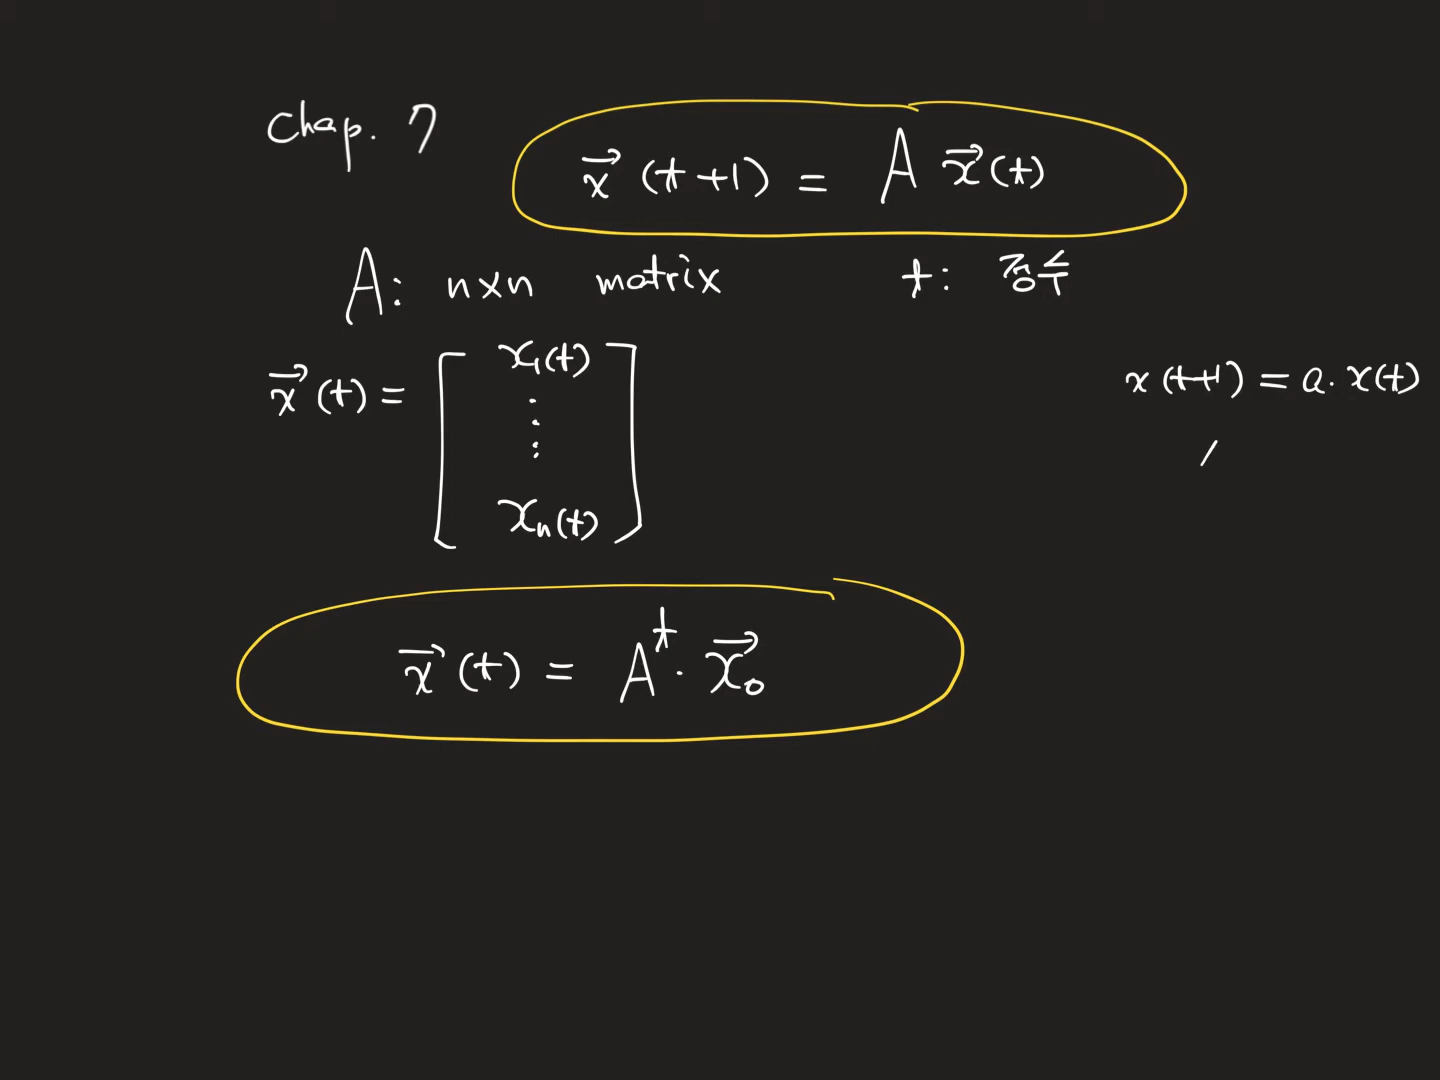 Chap. 7
x⃗(t+1) = A x⃗(t)
A: n×n matrix t: 정수
x⃗(t) = [ x₁(t) ⋮ xₙ(t) ]
x(t+1) = a. x(t)
x⃗(t) = Aᵗ · x⃗₀